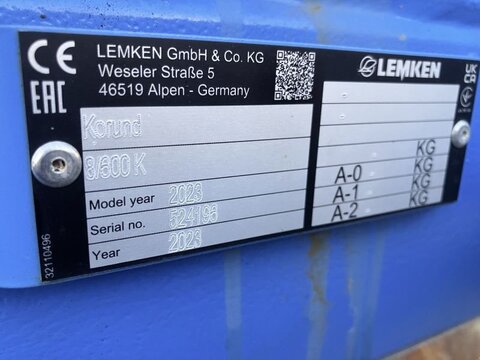 CE
EAC
LEMKEN GmbH & Co. KG
Weseler Straße 5
46519 Alpen - Germany
LEMKEN
UK
CA
Korund
8/600 K
Model year 2023
Serial no. 524196
Year 2023
- KG
- KG
A-0 KG
A-1 KG
A-2
32110496